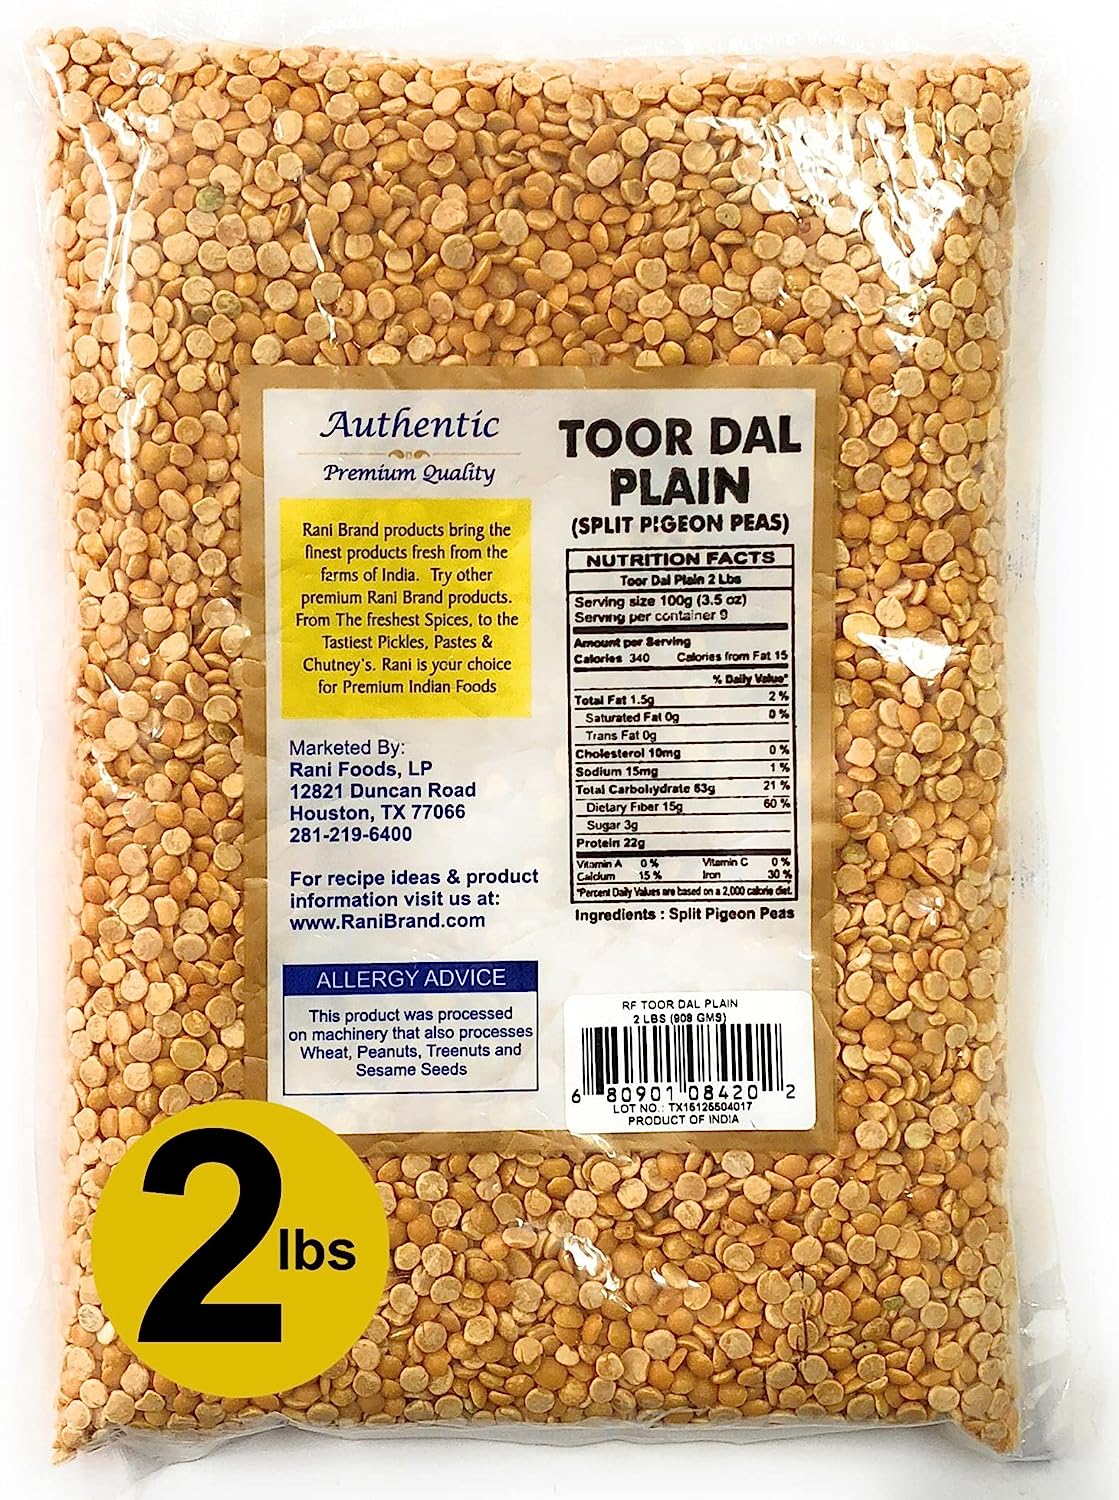 Authentic
Premium Quality
Rani Brand products bring the
finest products fresh from the
farms of India. Try other
premium Rani Brand products.
From The freshest Spices, to the
Tastiest Pickles, Pastes &
Chutney's. Rani is your choice
for Premium Indian Foods
Marketed By:
Rani Foods, LP
12821 Duncan Road
Houston, TX 77066
281-219-6400
For recipe ideas & product
information visit us at:
www.RaniBrand.com
ALLERGY ADVICE
This product was processed
on machinery that also processes
Wheat, Peanuts, Treenuts and
Sesame Seeds
TOOR DAL
PLAIN
(SPLIT PIGEON PEAS)
NUTRITION FACTS
Toor Dal Plain 2 Lbs
Serving size 100g (3.5 oz)
Serving per container 9
Amount per Serving
Calories 340 Calories from Fat 15
% Daily Value*
Total Fat 1.5g 2 %
Saturated Fat 0g 0 %
Trans Fat 0g
Cholesterol 10mg 0 %
Sodium 15mg 1 %
Total Carbohydrate 63g 21 %
Dietary Fiber 15g 60 %
Sugar 3g
Protein 22g
Vitamin A 0 % Vitamin C 0 %
Calcium 15 % Iron 30 %
*Percent Daily Values are based on a 2,000 calorie diet.
Ingredients : Split Pigeon Peas
RF TOOR DAL PLAIN
2 LBS (908 GMS)
6 80901 08420 2
LOT NO.: TX15125504017
PRODUCT OF INDIA
2 lbs